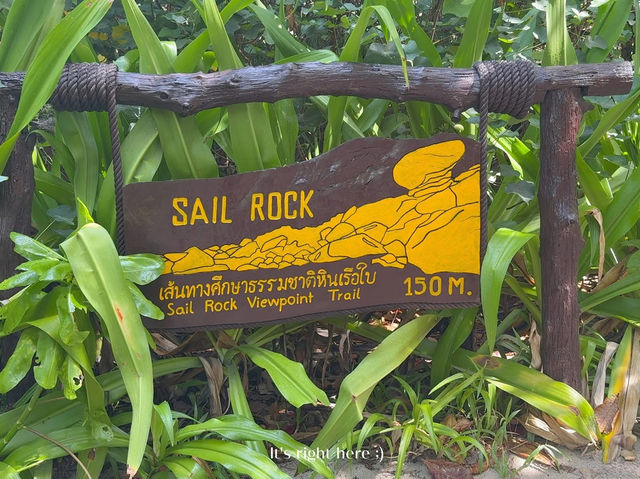 SAIL ROCK
เส้นทางศึกษาธรรมชาติหินเรือใบ
Sail Rock Viewpoint Trail
150 M.
It's right here :)